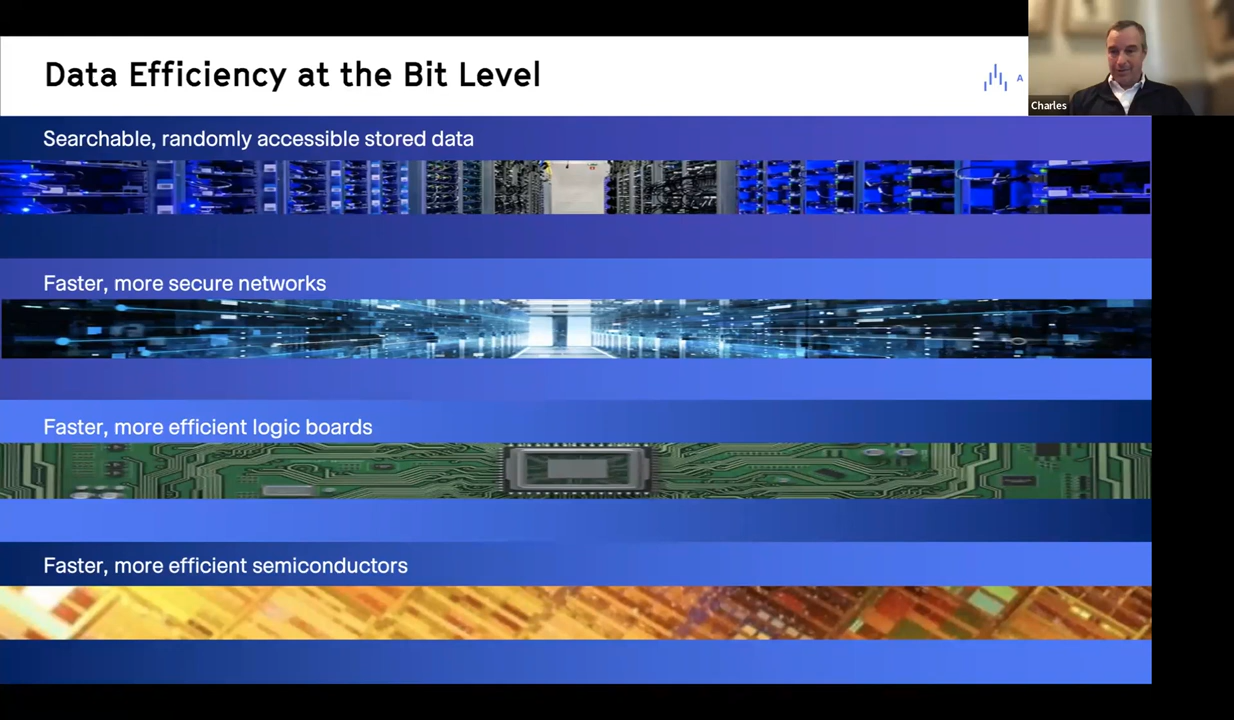 Data Efficiency at the Bit Level
A
Charles
Searchable, randomly accessible stored data
Faster, more secure networks
Faster, more efficient logic boards
Faster, more efficient semiconductors